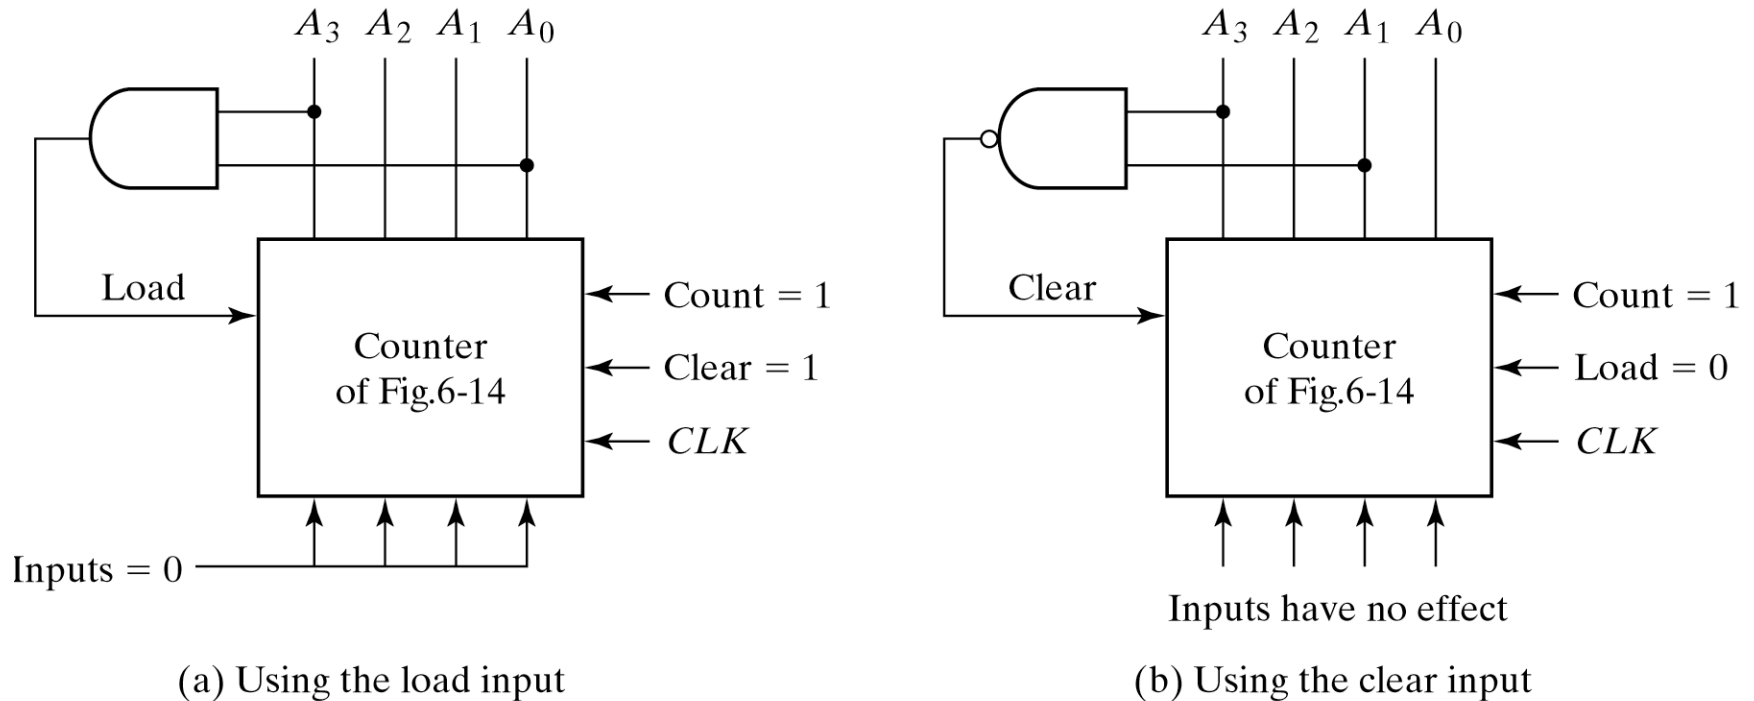 A3 A2 A1 A0
Load
Count = 1
Counter
of Fig.6-14
Clear = 1
CLK
Inputs = 0
(a) Using the load input
A3 A2 A1 A0
Clear
Count = 1
Counter
of Fig.6-14
Load = 0
CLK
Inputs have no effect
(b) Using the clear input